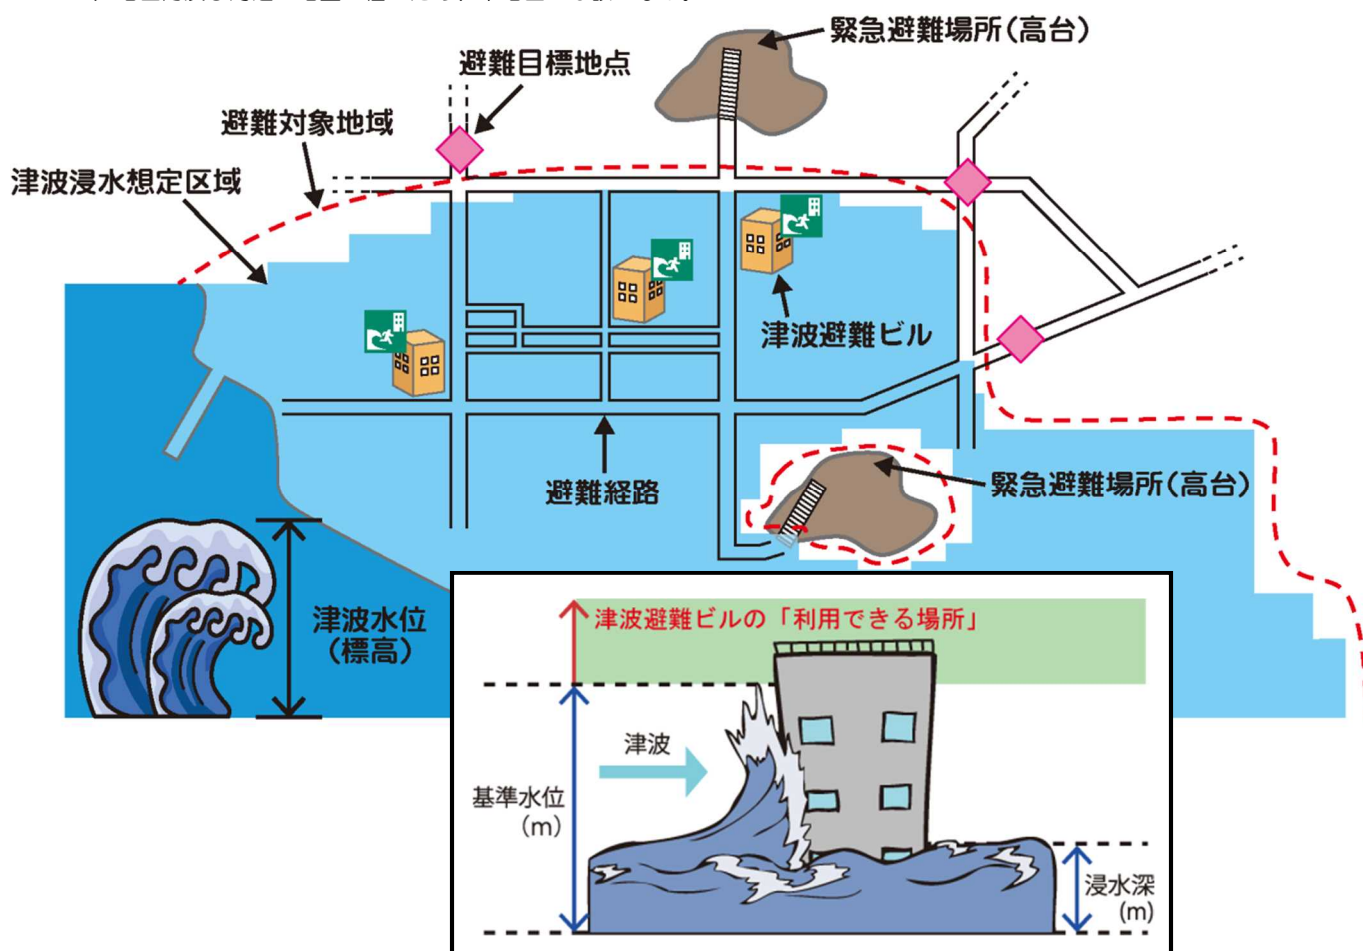 緊急避難場所（高台）
避難目標地点
避難対象地域
津波浸水想定区域
津波避難ビル
避難経路
緊急避難場所（高台）
津波水位
（標高）
津波避難ビルの「利用できる場所」
津波
基準水位
(m)
浸水深
(m)